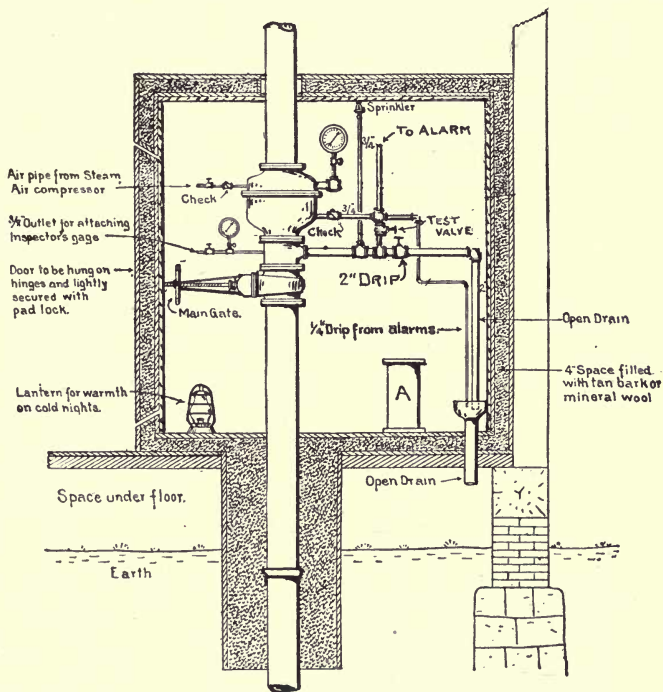 Sprinkler
3/4"
To ALARM
Air pipe from Steam
Air compressor
Check
3/4
TEST
VALVE
3/4" Outlet for attaching
Inspector's gage
Check
2" DRIP
Door to be hung on
hinges and lightly
secured with
pad lock.
Main Gate.
2"
1/4" Drip from alarms.
Open Drain
4" Space filled
with tan bark or
mineral wool
A
Lantern for warmth
on cold nights.
Open Drain
Space under floor.
Y
Earth